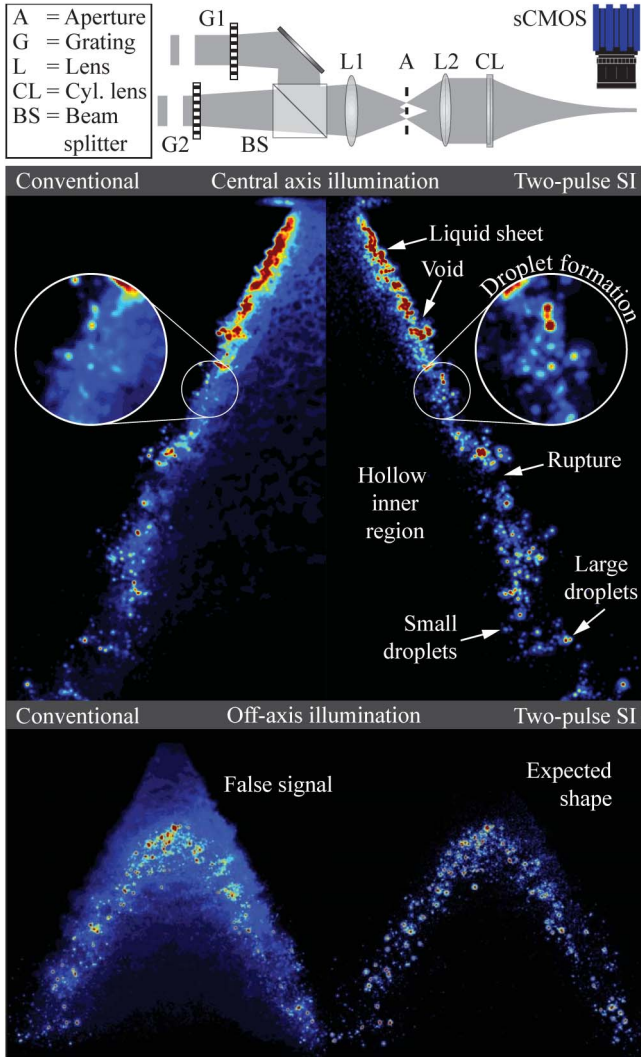 A = Aperture
G = Grating
L = Lens
CL = Cyl. lens
BS = Beam
splitter
G1
G2
BS
L1
A
L2
CL
sCMOS
Conventional Central axis illumination Two-pulse SI
Liquid sheet
Void
Droplet formation
Rupture
Hollow
inner
region
Large
droplets
Small
droplets
Conventional Off-axis illumination Two-pulse SI
False signal
Expected
shape